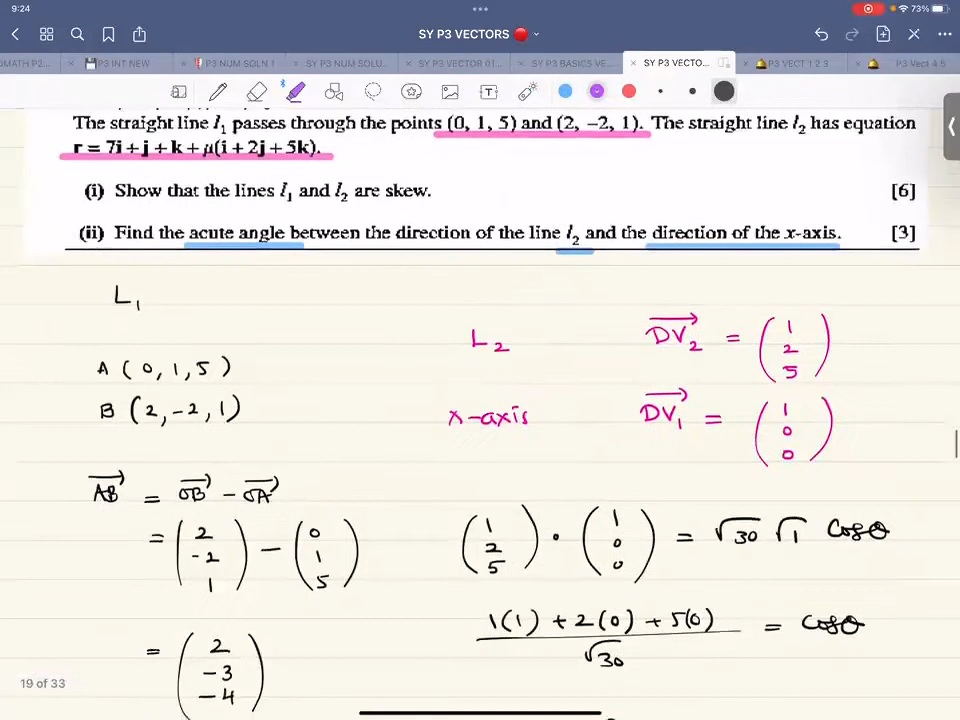 9:24
73%
SY P3 VECTORS
P3 INT NEW
P3 NUM SOLN 1
SY P3 NUM SOLU...
SY P3 VECTOR 01...
SY P3 BASICS VE...
SY P3 VECTO...
P3 VECT 1 2 3
P3 Vect 4 5
The straight line l₁ passes through the points (0, 1, 5) and (2, −2, 1). The straight line l₂ has equation
r = 7i + j + k + μ(i + 2j + 5k).
(i) Show that the lines l₁ and l₂ are skew. [6]
(ii) Find the acute angle between the direction of the line l₂ and the direction of the x-axis. [3]
L₁
A (0, 1, 5)
B (2, -2, 1)
AB = OB - OA
= (2 -2 1) - (0 1 5)
= (2 -3 -4)
L₂ DV₂ = (1 2 5)
x-axis DV₁ = (1 0 0)
(1 2 5) • (1 0 0) = √30 √1 cosθ
1(1) + 2(0) + 5(0) = cosθ
√30
19 of 33